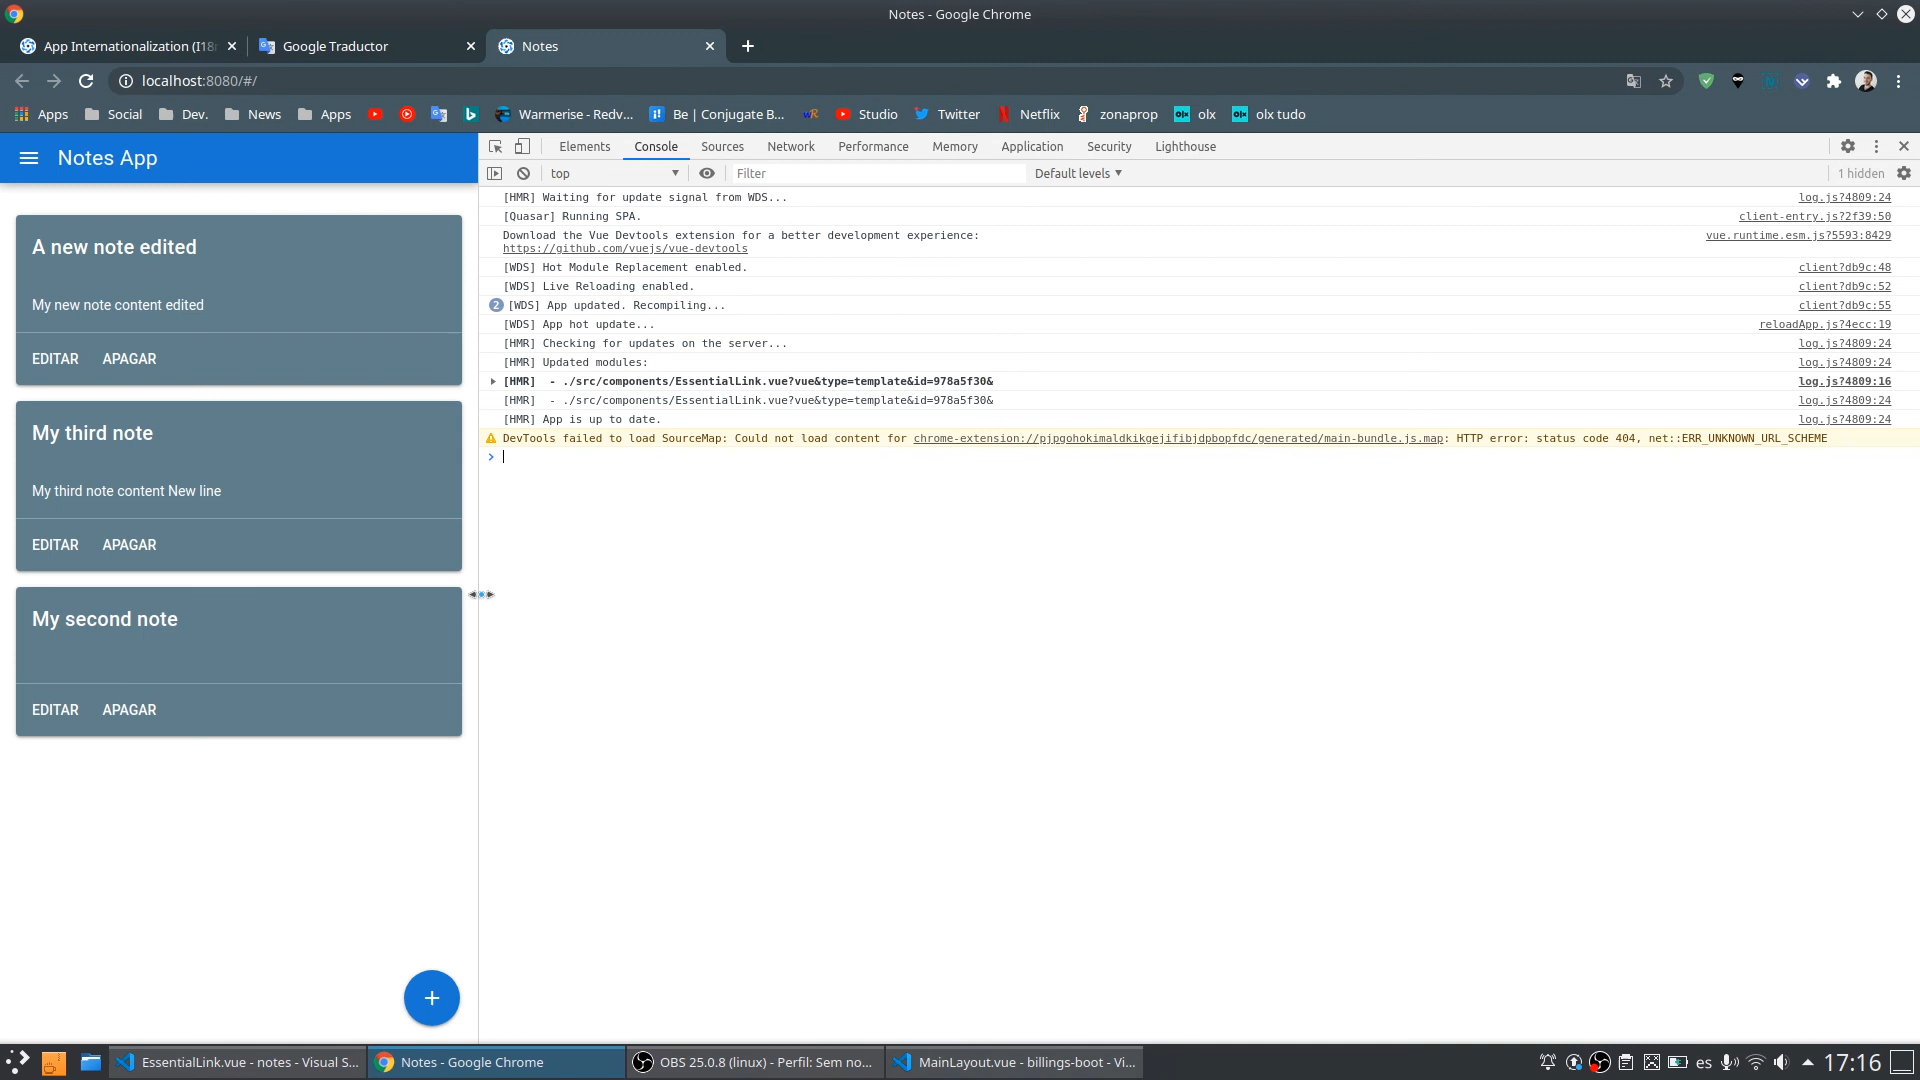 Notes - Google Chrome
App Internationalization (I18
Google Traductor
Notes
localhost:8080/#/
Apps
Social
Dev.
News
Apps
Warmerise - Redv...
Be | Conjugate B...
wR
Studio
Twitter
Netflix
zonaprop
olx
olx tudo
Notes App
A new note edited
My new note content edited
EDITAR APAGAR
My third note
My third note content New line
EDITAR APAGAR
My second note
EDITAR APAGAR
+
Elements Console Sources Network Performance Memory Application Security Lighthouse
top
Filter
Default levels
1 hidden
[HMR] Waiting for update signal from WDS... log.js?4809:24
[Quasar] Running SPA. client-entry.js?2f39:50
Download the Vue Devtools extension for a better development experience: vue.runtime.esm.js?5593:8429
https://github.com/vuejs/vue-devtools
[WDS] Hot Module Replacement enabled. client?db9c:48
[WDS] Live Reloading enabled. client?db9c:52
2 [WDS] App updated. Recompiling... client?db9c:55
[WDS] App hot update... reloadApp.js?4ecc:19
[HMR] Checking for updates on the server... log.js?4809:24
[HMR] Updated modules: log.js?4809:24
[HMR]  - ./src/components/EssentialLink.vue?vue&type=template&id=978a5f30& log.js?4809:16
[HMR]  - ./src/components/EssentialLink.vue?vue&type=template&id=978a5f30& log.js?4809:24
[HMR] App is up to date. log.js?4809:24
DevTools failed to load SourceMap: Could not load content for chrome-extension://pjpgohokimaldkikgejifibjdpbopfdc/generated/main-bundle.js.map: HTTP error: status code 404, net::ERR_UNKNOWN_URL_SCHEME
EssentialLink.vue - notes - Visual S...
Notes - Google Chrome
OBS 25.0.8 (linux) - Perfil: Sem no...
MainLayout.vue - billings-boot - Vi...
es
17:16